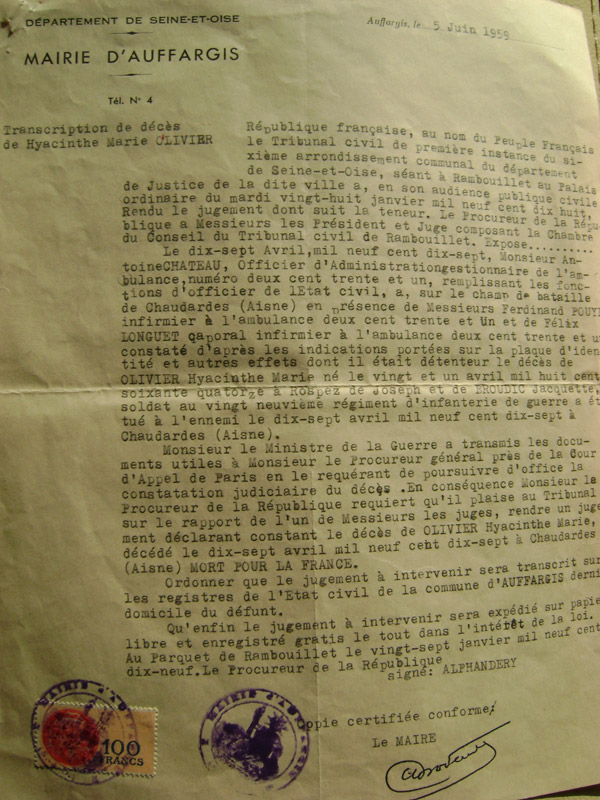 DÉPARTEMENT DE SEINE-ET-OISE
MAIRIE D'AUFFARGIS
Tél. N° 4
Auffargis, le 5 Juin 1959
Transcription de décès
de Hyacinthe Marie OLIVIER
République française, au nom du Peuple Français
le Tribunal civil de première instance du si-
xième arrondissement communal du département
de Seine-et-Oise, séant à Rambouillet au Palais
de Justice de la dite ville a, en son audience publique civile
ordinaire du mardi vingt-huit janvier mil neuf cent dix huit,
Rendu le jugement dont suit la teneur. Le Procureur de la Répu-
blique a Messieurs les Président et Juge composant la Chambre
du Conseil du Tribunal civil de Rambouillet. Expose..........
Le dix-sept Avril,mil neuf cent dix-sept, Monsieur An-
toineCHATEAU, Officier d'Administrationgestionnaire de l'am-
bulance,numéro deux cent trente et un, remplissant les fonc-
tions d'officier de lEtat civil, a, sur le champ de bataille
de Chaudardes (Aisne) en présence de Messieurs Ferdinand
infirmier à l'ambulance deux cent trente et Un et de Félix
LONGUET qaporal infirmier à l'ambulance deux cent trente et u
constaté d'après les indications portées sur la plaque d'iden
tité et autres effets dont il était détenteur le décès de
OLIVIER Hyacinthe Marie né le vingt et un avril mil huit cent
soixante quatorze à Rospez de Joseph et de EROUDIC Jacquette,
soldat au vingt neuvième régiment d'infanterie de guerre a ét
tué à l'ennemi le dix-sept avril mil neuf cent dix-sept à
Chaudardes (Aisne).
Monsieur le Ministre de la Guerre a transmis les docu-
ments utiles à Monsieur le Procureur général près de la Cour
d'Appel de Paris en le requérant de poursuivre d'office la
constatation judiciaire du décès .En conséquence Monsieur le
Procureur de la République requiert qu'il plaise au Tribunal
sur le rapport de l'un de Messieurs les juges, rendre un juge
ment déclarant constant le décès de OLIVIER Hyacinthe Marie,
décédé le dix-sept avril mil neuf cent dix-sept à Chaudardes
(Aisne) MORT POUR LA FRANCE.
Ordonner que le jugement à intervenir sera transcrit sur
les registres de l'Etat civil de la commune d'AUFFARGIS derni
domicile du défunt.
Qu'enfin le jugement à intervenir sera expédié sur papie
libre et enregistré gratis le tout dans l'intérêt de la loi.
Au Parquet de Rambouillet le vingt-sept janvier mil neuf cent
dix-neuf.Le Procureur de la République
signé: ALPHANDERY
Copie certifiée conforme:
Le MAIRE
MAIRIE D'AUFFARGIS
100
FRANCS